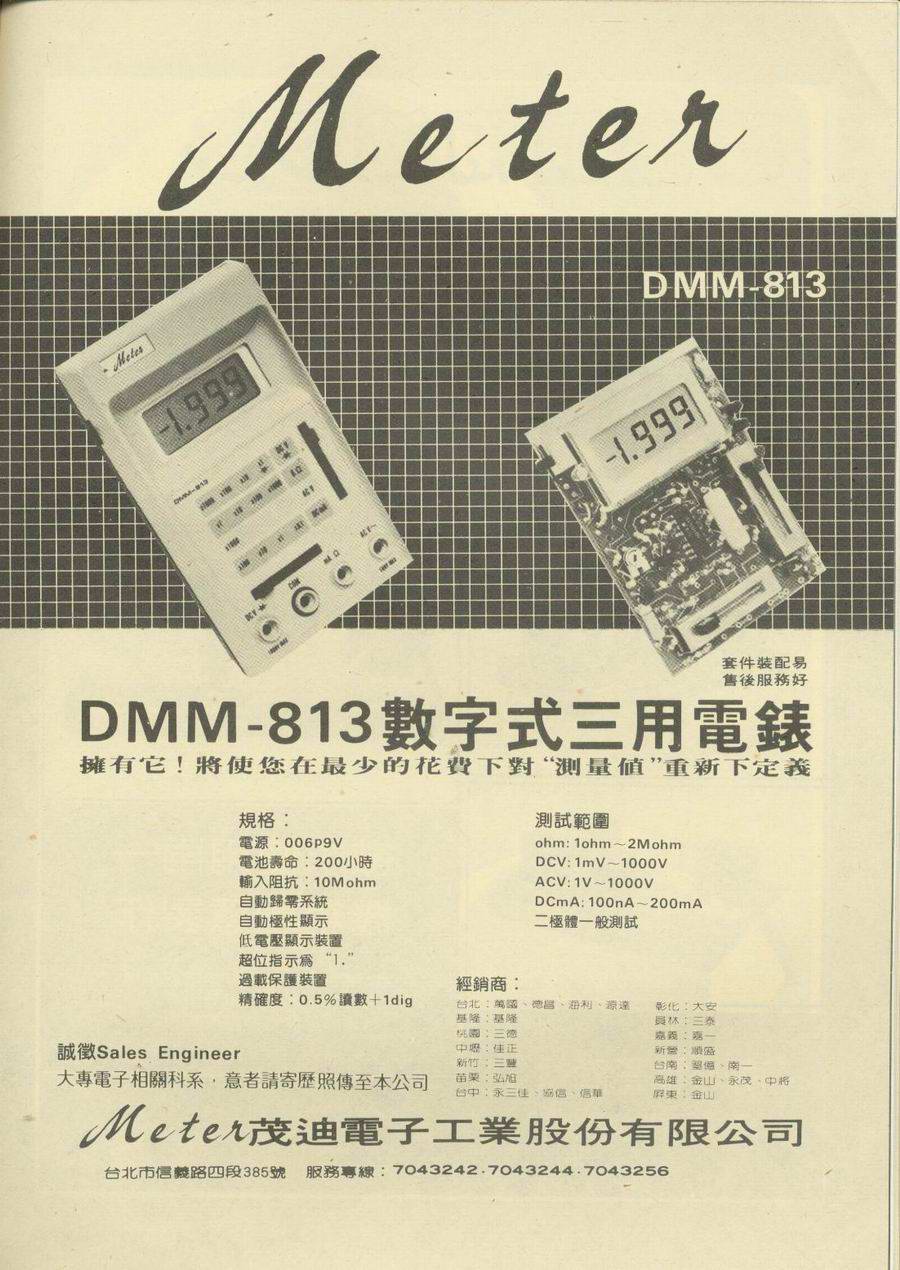 Meter
DMM-813
Meter
-1.999
DMM-813
-1.999
COM
套件裝配易
售後服務好
DMM-813數字式三用電錶
擁有它！將使您在最少的花費下對“測量値”重新下定義
規格：
電源：006P9V
電池壽命：200小時
輸入阻抗：10Mohm
自動歸零系統
自動極性顯示
低電壓顯示裝置
超位指示爲“1.”
過載保護裝置
精確度：0.5%讀數＋1dig
測試範圍
ohm: 1ohm～2Mohm
DCV: 1mV～1000V
ACV: 1V～1000V
DCmA: 100nA～200mA
二極體一般測試
經銷商：
台北：萬國、德昌、海利、源達
基隆：基隆
桃園：三德
中壢：佳正
新竹：三豐
苗栗：弘旭
台中：永三佳、協信、信華
彰化：大安
員林：三泰
嘉義：嘉一
新營：順盛
台南：南一
高雄：金山、永茂、中將
屏東：金山
誠徵Sales Engineer
大專電子相關科系，意者請寄歷照傳至本公司
Meter茂迪電子工業股份有限公司
台北市信義路四段385號 服務專線：7043242·7043244·7043256